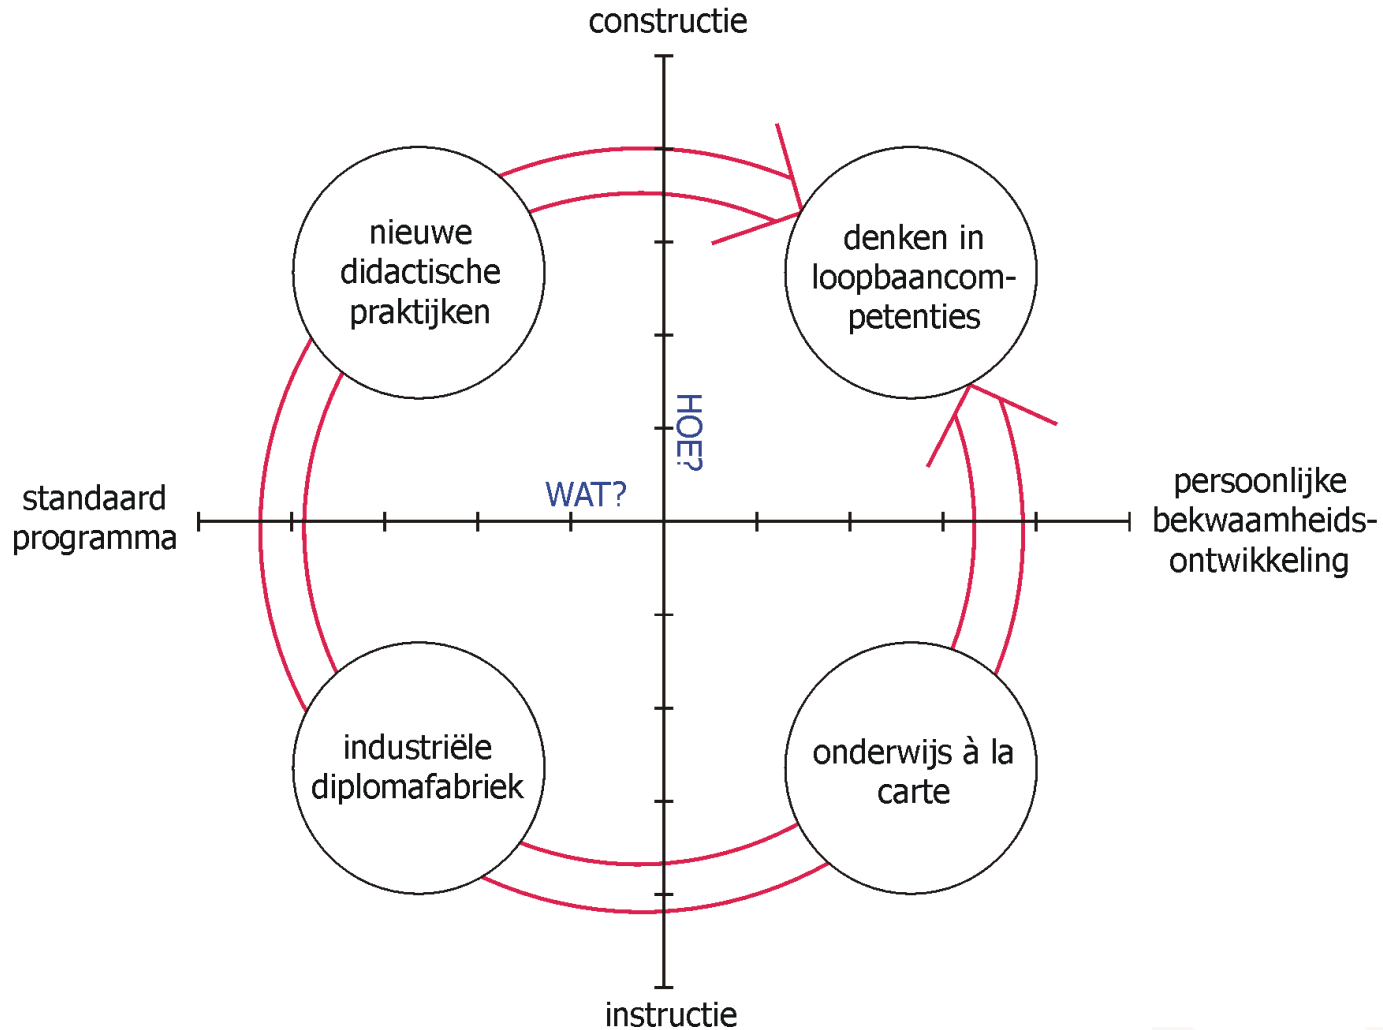 constructie
nieuwe
didactische
praktijken
denken in
loopbaancom-
petenties
HOE?
WAT?
standaard
programma
persoonlijke
bekwaamheids-
ontwikkeling
industriële
diplomafabriek
onderwijs à la
carte
instructie